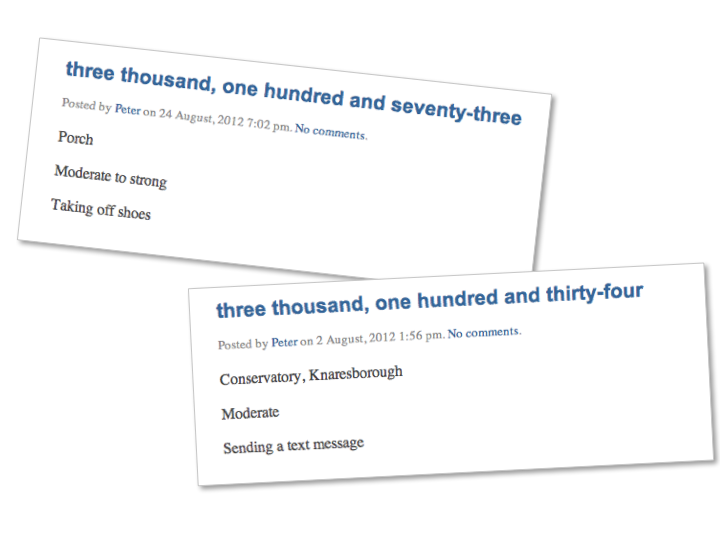 three thousand, one hundred and seventy-three
Posted by Peter on 24 August, 2012 7:02 pm. No comments.
Porch
Moderate to strong
Taking off shoes
three thousand, one hundred and thirty-four
Posted by Peter on 2 August, 2012 1:56 pm. No comments.
Conservatory, Knaresborough
Moderate
Sending a text message